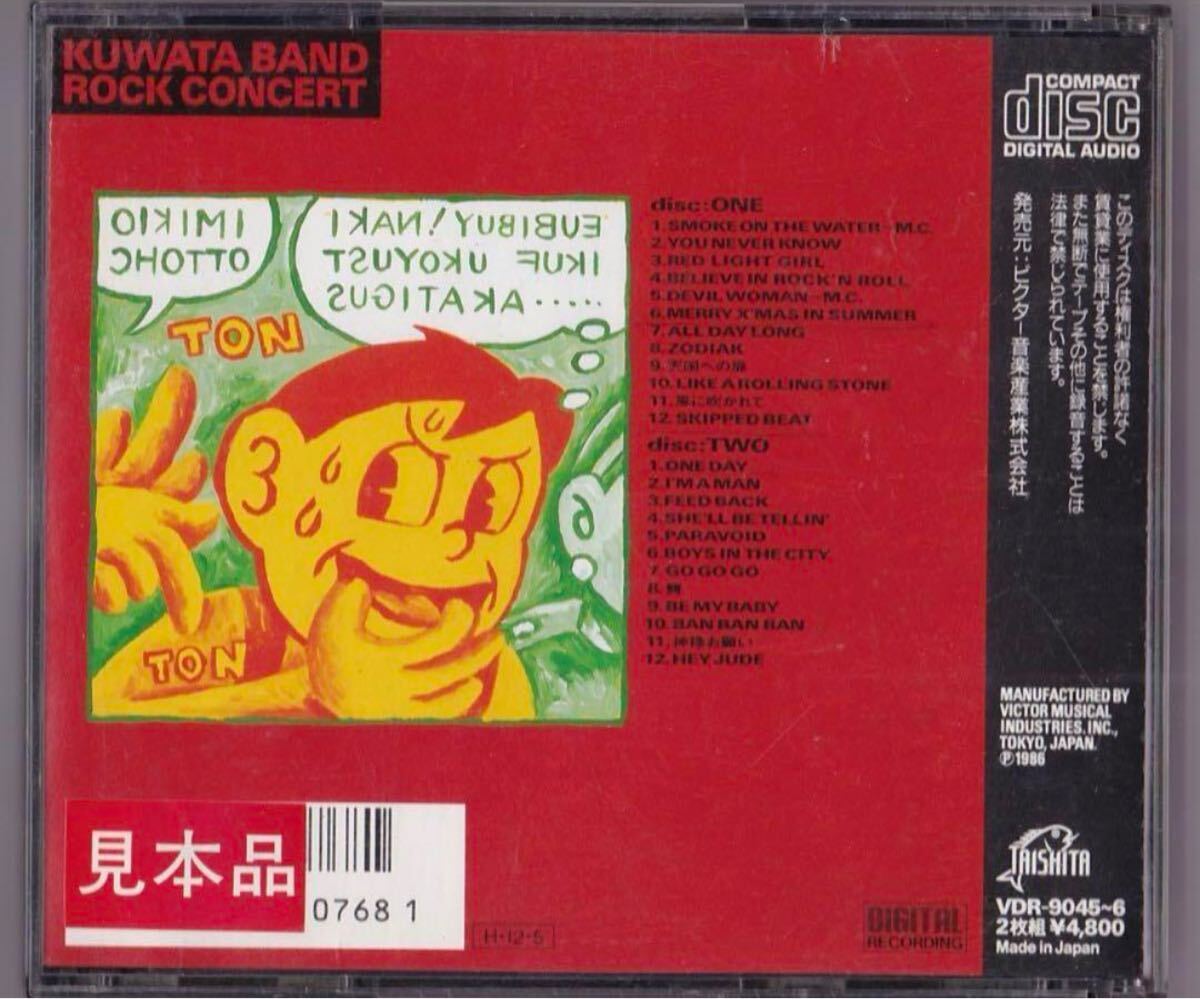 KUWATA BAND
ROCK CONCERT
OIKIMI
CHOTTO
IKAN! YUBIBUE
TSUYOKU FUKI
SUGITAKA.....
TON
TON
disc:ONE
1.SMOKE ON THE WATER~M.C.
2.YOU NEVER KNOW
3.RED LIGHT GIRL
4.BELIEVE IN ROCK'N ROLL
5.DEVIL WOMAN~M.C.
6.MERRY X'MAS IN SUMMER
7.ALL DAY LONG
8.ZODIAK
9.天国への扉
10.LIKE A ROLLING STONE
11.風に吹かれて
12.SKIPPED BEAT
disc:TWO
1.ONE DAY
2.I'M A MAN
3.FEED BACK
4.SHE'LL BE TELLIN'
5.PARAVOID
6.BOYS IN THE CITY
7.GO GO GO
8.鰐
9.BE MY BABY
10.BAN BAN BAN
11.神様お願い
12.HEY JUDE
COMPACT
disc
DIGITAL AUDIO
このディスクは権利者の許諾なく
賃貸業に使用することを禁じます。
また無断でテープその他に録音することは
法律で禁じられています。
発売元:ビクター音楽産業株式会社
MANUFACTURED BY
VICTOR MUSICAL
INDUSTRIES, INC.,
TOKYO, JAPAN.
Ⓟ1986
TAISHITA
VDR-9045~6
2枚組 ¥4,800
Made in Japan
見本品
0768 1
H・12・5
DIGITAL
RECORDING